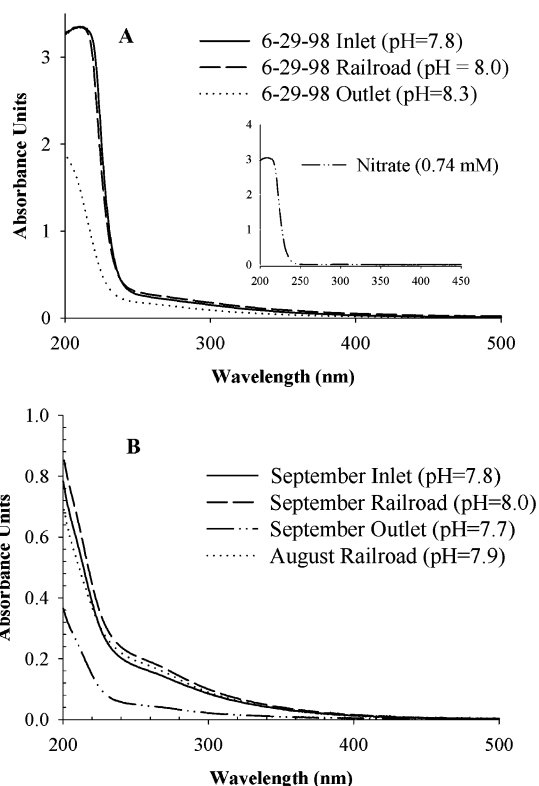 A
6-29-98 Inlet (pH=7.8)
6-29-98 Railroad (pH = 8.0)
6-29-98 Outlet (pH=8.3)
Nitrate (0.74 mM)
4
3
2
1
0
200 250 300 350 400 450
Absorbance Units
3
2
1
0
200 300 400 500
Wavelength (nm)
B
September Inlet (pH=7.8)
September Railroad (pH=8.0)
September Outlet (pH=7.7)
August Railroad (pH=7.9)
Absorbance Units
1.0
0.8
0.6
0.4
0.2
0.0
200 300 400 500
Wavelength (nm)